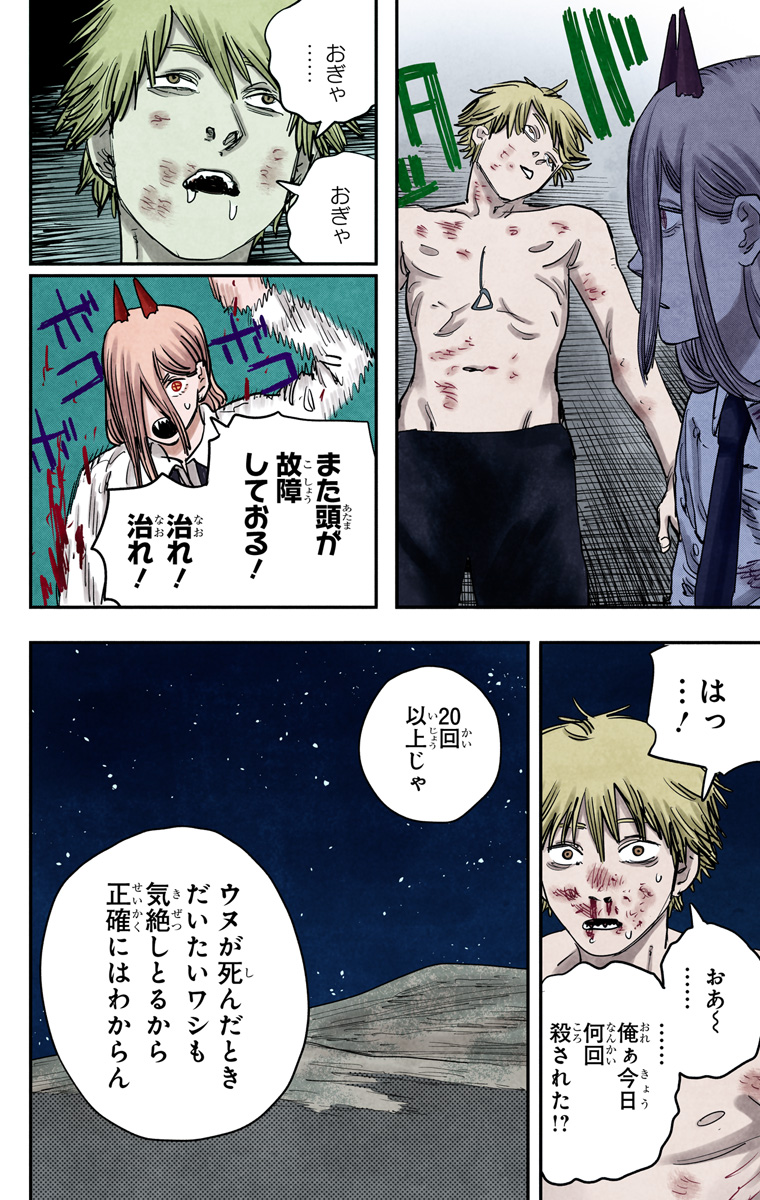 バ
おぎゃ
……
おぎゃ
ボコ
ボコ
ボ
また頭が
故障
しておる!
治れ!
治れ!
はっ
…!
おあ~
……
……
俺ぁ今日
何回
殺された!?
20回
以上じゃ
ウヌが死んだとき
だいたいワシも
気絶しとるから
正確にはわからん